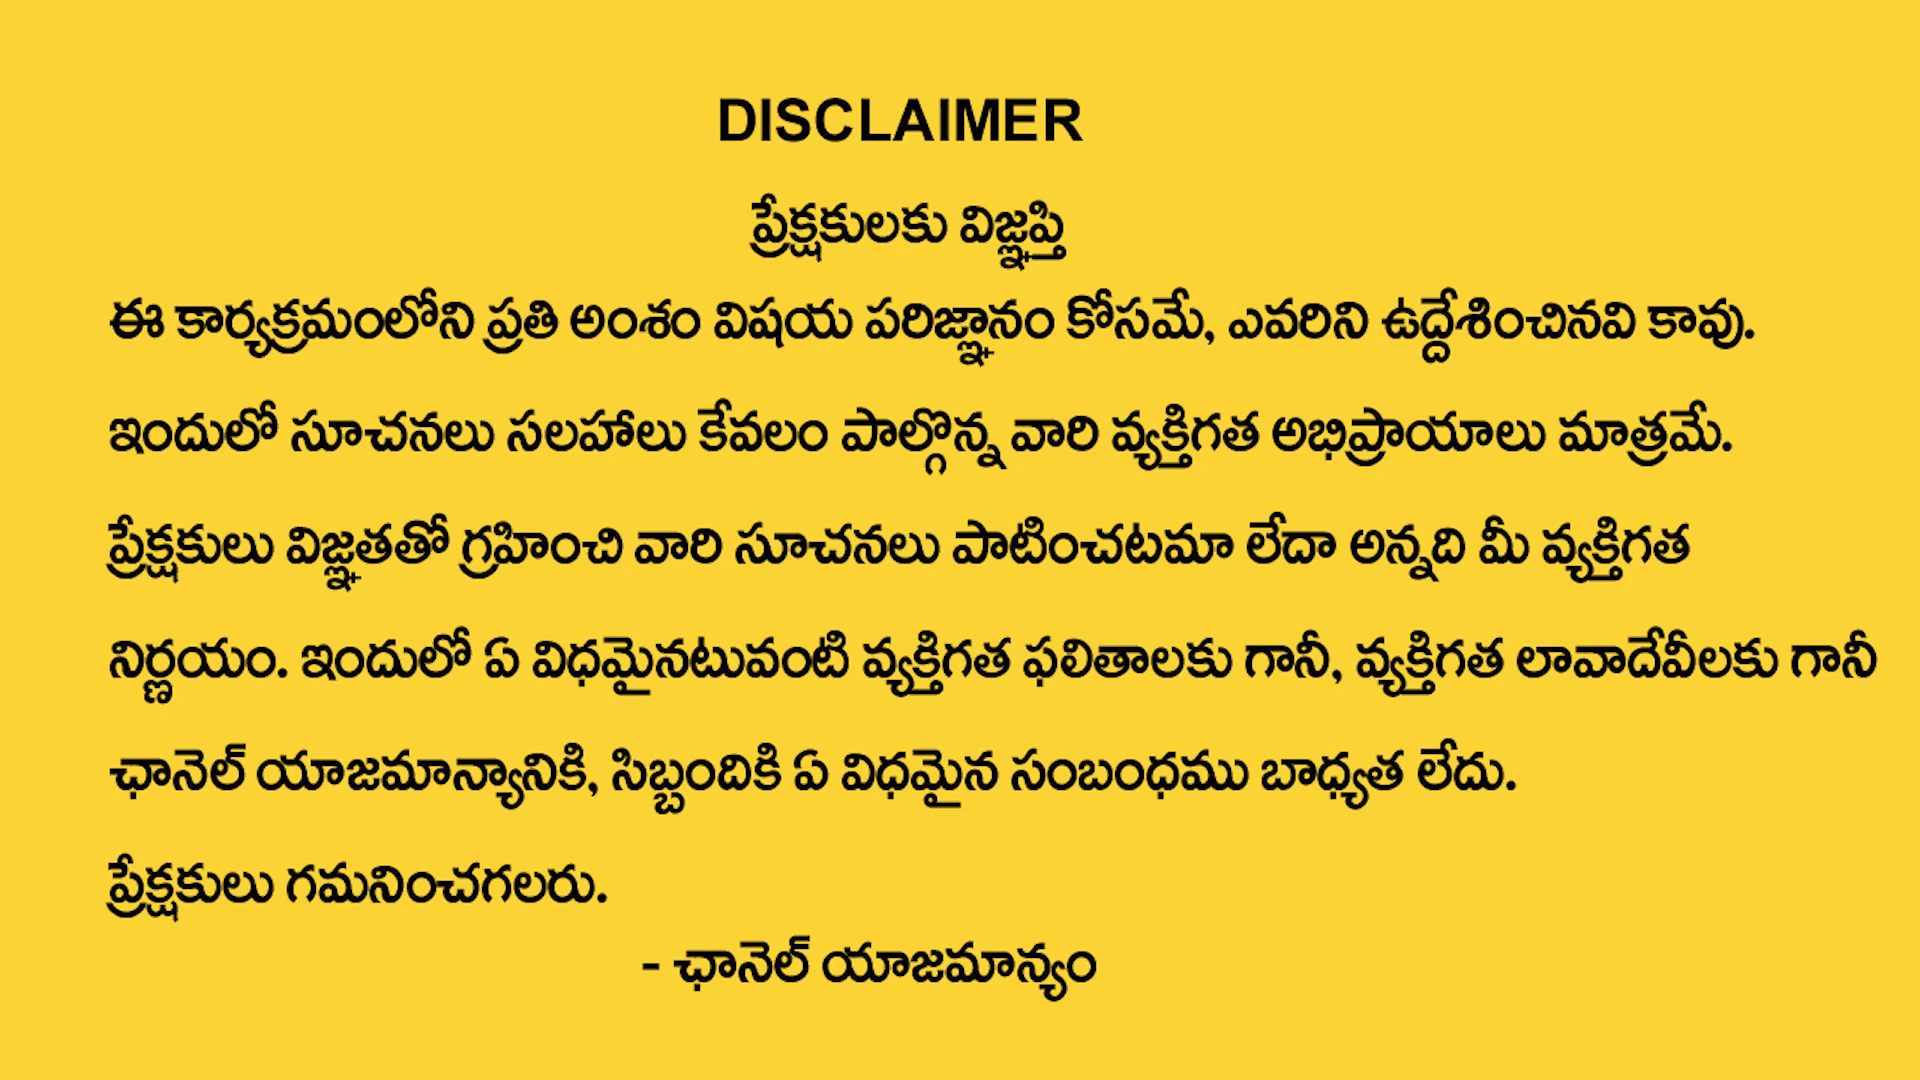 DISCLAIMER
ప్రేక్షకులకు విజ్ఞప్తి
ఈ కార్యక్రమంలోని ప్రతి అంశం విషయ పరిజ్ఞానం కోసమే, ఎవరిని ఉద్దేశించినవి కావు.
ఇందులో సూచనలు సలహాలు కేవలం పాల్గొన్న వారి వ్యక్తిగత అభిప్రాయాలు మాత్రమే.
ప్రేక్షకులు విజ్ఞతతో గ్రహించి వారి సూచనలు పాటించటమా లేదా అన్నది మీ వ్యక్తిగత
నిర్ణయం. ఇందులో ఏ విధమైనటువంటి వ్యక్తిగత ఫలితాలకు గానీ, వ్యక్తిగత లావాదేవీలకు గానీ
ఛానెల్ యాజమాన్యానికి, సిబ్బందికి ఏ విధమైన సంబంధము బాధ్యత లేదు.
ప్రేక్షకులు గమనించగలరు.
- ఛానెల్ యాజమాన్యం